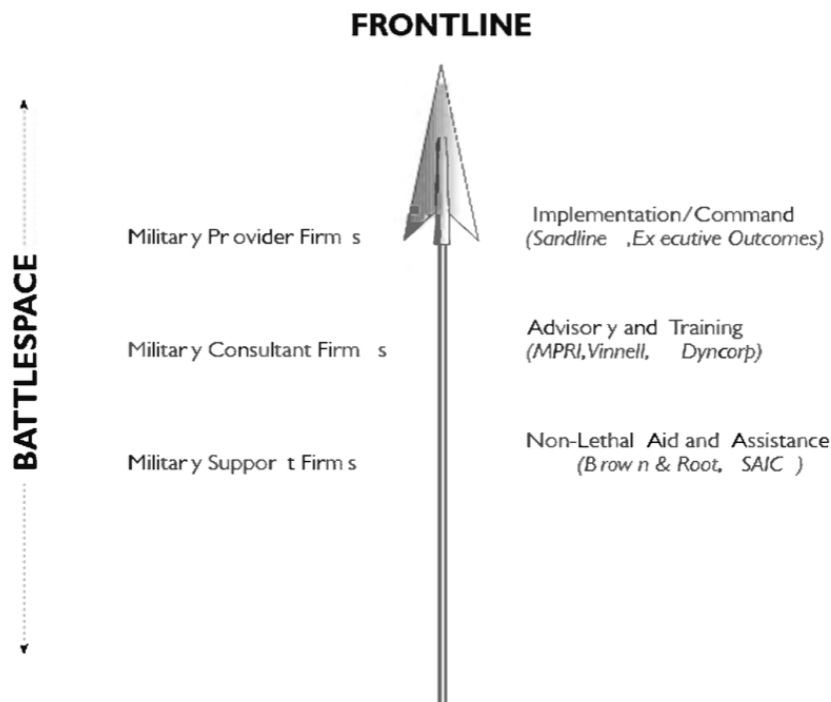 FRONTLINE
BATTLESPACE
Military Provider Firms
Implementation/Command
(Sandline, Executive Outcomes)
Military Consultant Firms
Advisory and Training
(MPRI, Vinnell, Dyncorp)
Military Support Firms
Non-Lethal Aid and Assistance
(Brown & Root, SAIC)